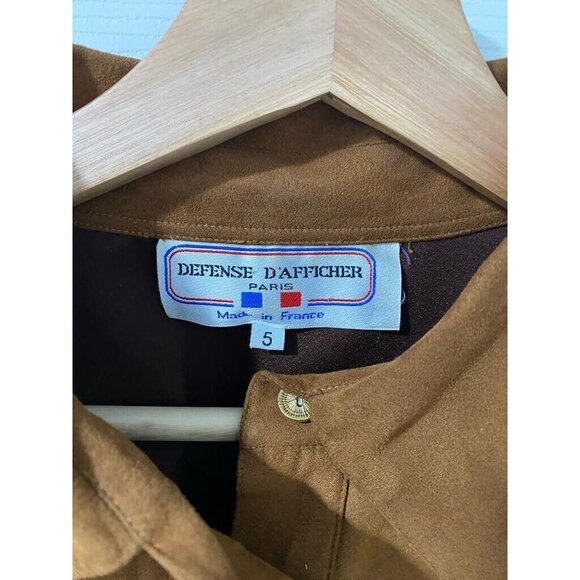 DEFENSE D'AFFICHER
PARIS
Made in France
5